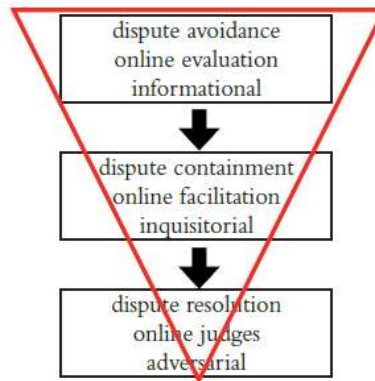 dispute avoidance
online evaluation
informational
dispute containment
online facilitation
inquisitorial
dispute resolution
online judges
adversarial